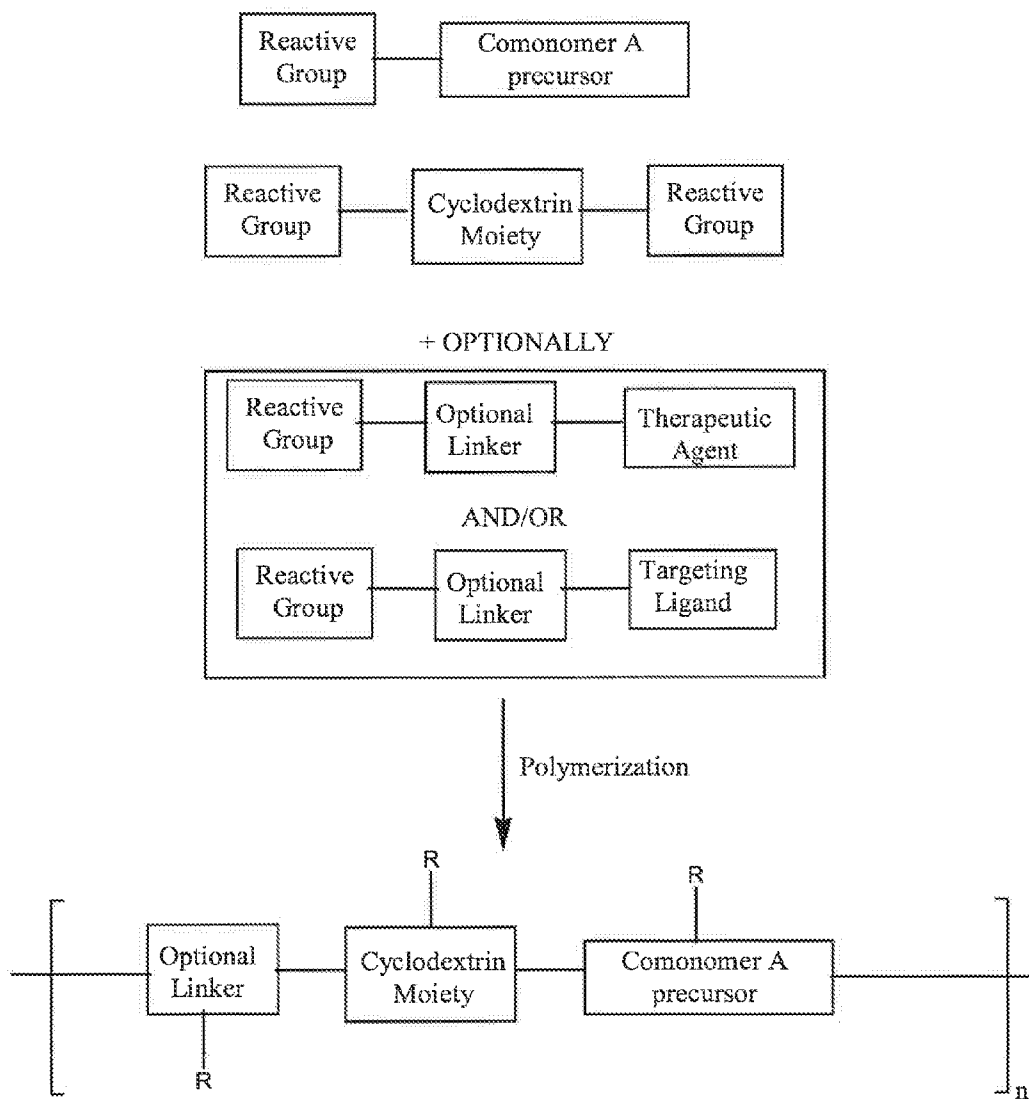 Reactive
Group
Comonomer A
precursor
Reactive
Group
Cyclodextrin
Moiety
Reactive
Group
+ OPTIONALLY
Reactive
Group
Optional
Linker
Therapeutic
Agent
AND/OR
Reactive
Group
Optional
Linker
Targeting
Ligand
Polymerization
R
R
Optional
Linker
Cyclodextrin
Moiety
Comonomer A
precursor
R
n